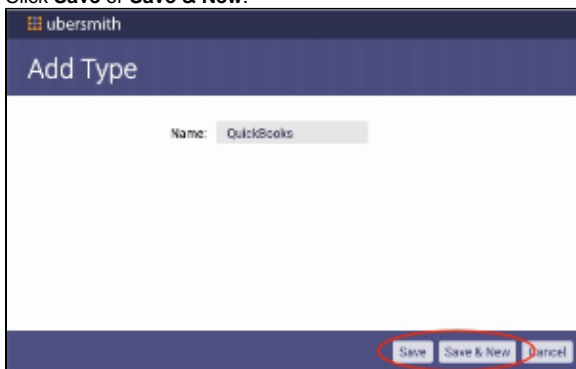 Click Save or Save & New.
ubersmith
Add Type
Name: QuickBooks
Save Save & New Cancel